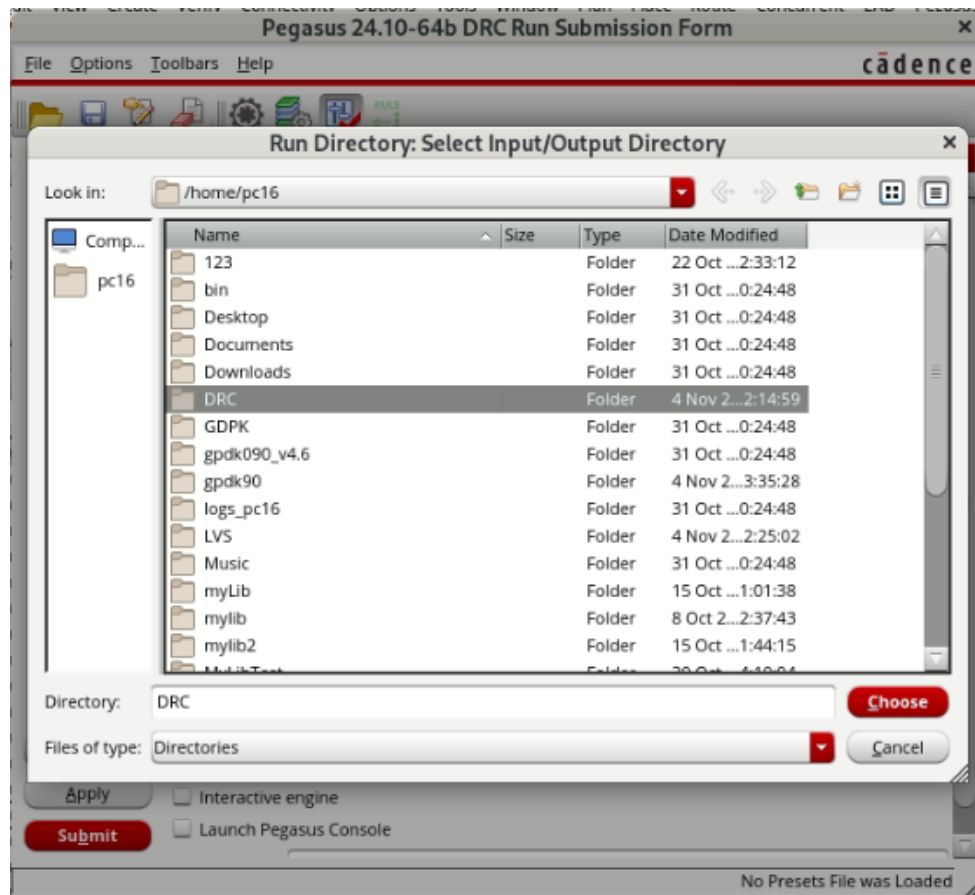 Pegasus 24.10-64b DRC Run Submission Form
File Options Toolbars Help cādence
RULE
Run Directory: Select Input/Output Directory
Look in: /home/pc16
Comp...
pc16
Name Size Type Date Modified
123 Folder 22 Oct ...2:33:12
bin Folder 31 Oct ...0:24:48
Desktop Folder 31 Oct ...0:24:48
Documents Folder 31 Oct ...0:24:48
Downloads Folder 31 Oct ...0:24:48
DRC Folder 4 Nov 2...2:14:59
GDPK Folder 31 Oct ...0:24:48
gpdk090_v4.6 Folder 31 Oct ...0:24:48
gpdk90 Folder 4 Nov 2...3:35:28
logs_pc16 Folder 31 Oct ...0:24:48
LVS Folder 4 Nov 2...2:25:02
Music Folder 31 Oct ...0:24:48
myLib Folder 15 Oct ...1:01:38
mylib Folder 8 Oct 2...2:37:43
mylib2 Folder 15 Oct ...1:44:15
Directory: DRC Choose
Files of type: Directories Cancel
Apply Interactive engine
Submit Launch Pegasus Console
No Presets File was Loaded